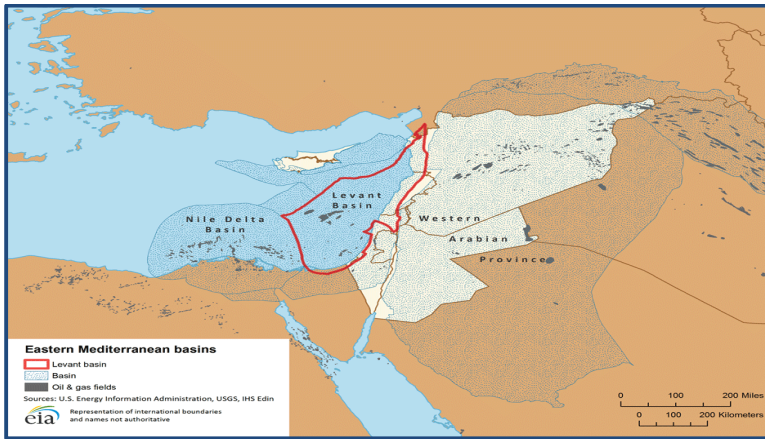 Levant
Basin
Nile Delta
Basin
Western
Arabian
Province
Eastern Mediterranean basins
Levant basin
Basin
Oil & gas fields
Sources: U.S. Energy Information Administration, USGS, IHS Edin
eia
Representation of international boundaries
and names not authoritative
0 100 200 Miles
0 100 200 Kilometers